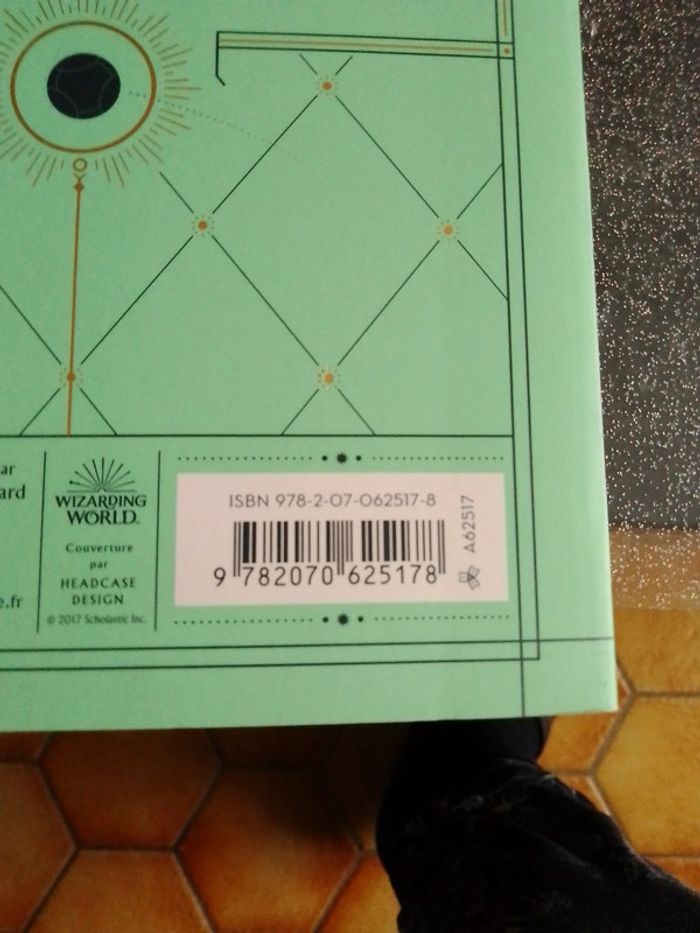 ar
ard
e.fr
WIZARDING
WORLD™
Couverture
par
HEADCASE
DESIGN
© 2017 Scholastic Inc.
ISBN 978-2-07-062517-8
9 782070 625178
A62517